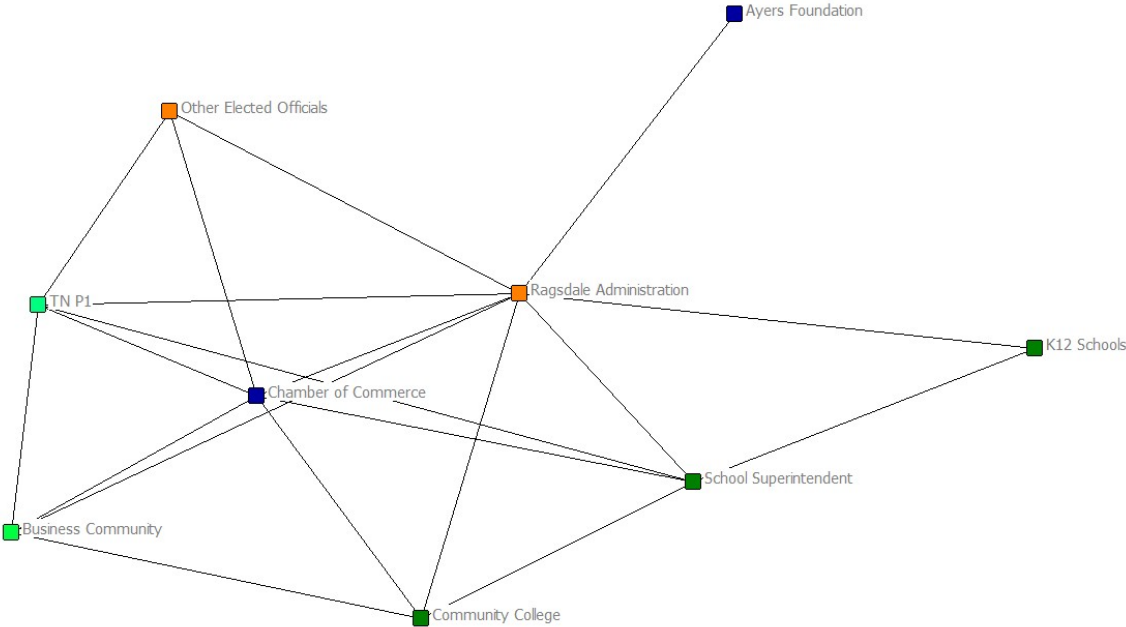 Ayers Foundation
Other Elected Officials
Ragsdale Administration
TN P1
K12 Schools
Chamber of Commerce
School Superintendent
Business Community
Community College